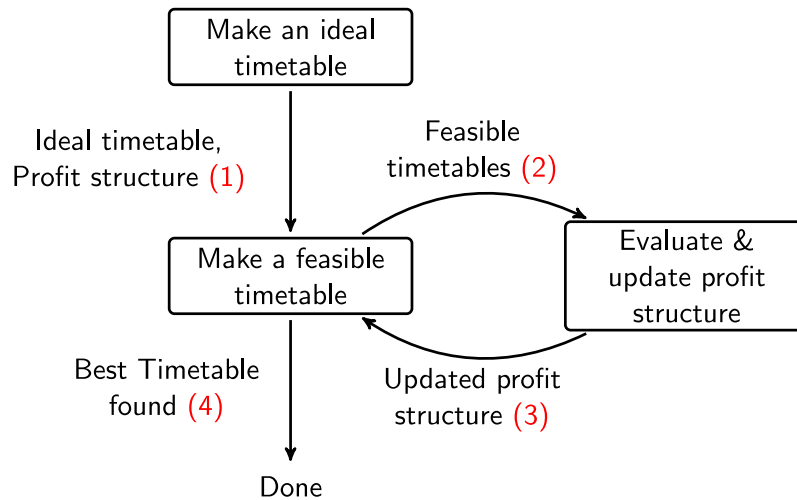 Make an ideal
timetable
Ideal timetable,
Profit structure (1)
Feasible
timetables (2)
Make a feasible
timetable
Evaluate &
update profit
structure
Best Timetable
found (4)
Updated profit
structure (3)
Done